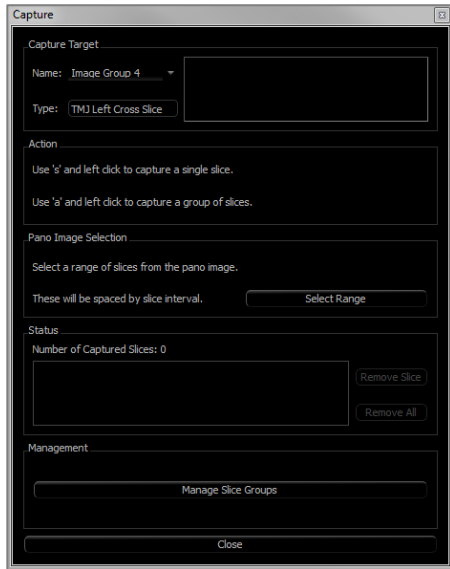 Capture
Capture Target
Name: Image Group 4
Type: TMJ Left Cross Slice
Action
Use 's' and left click to capture a single slice.
Use 'a' and left click to capture a group of slices.
Pano Image Selection
Select a range of slices from the pano image.
These will be spaced by slice interval. Select Range
Status
Number of Captured Slices: 0
Remove Slice
Remove All
Management
Manage Slice Groups
Close